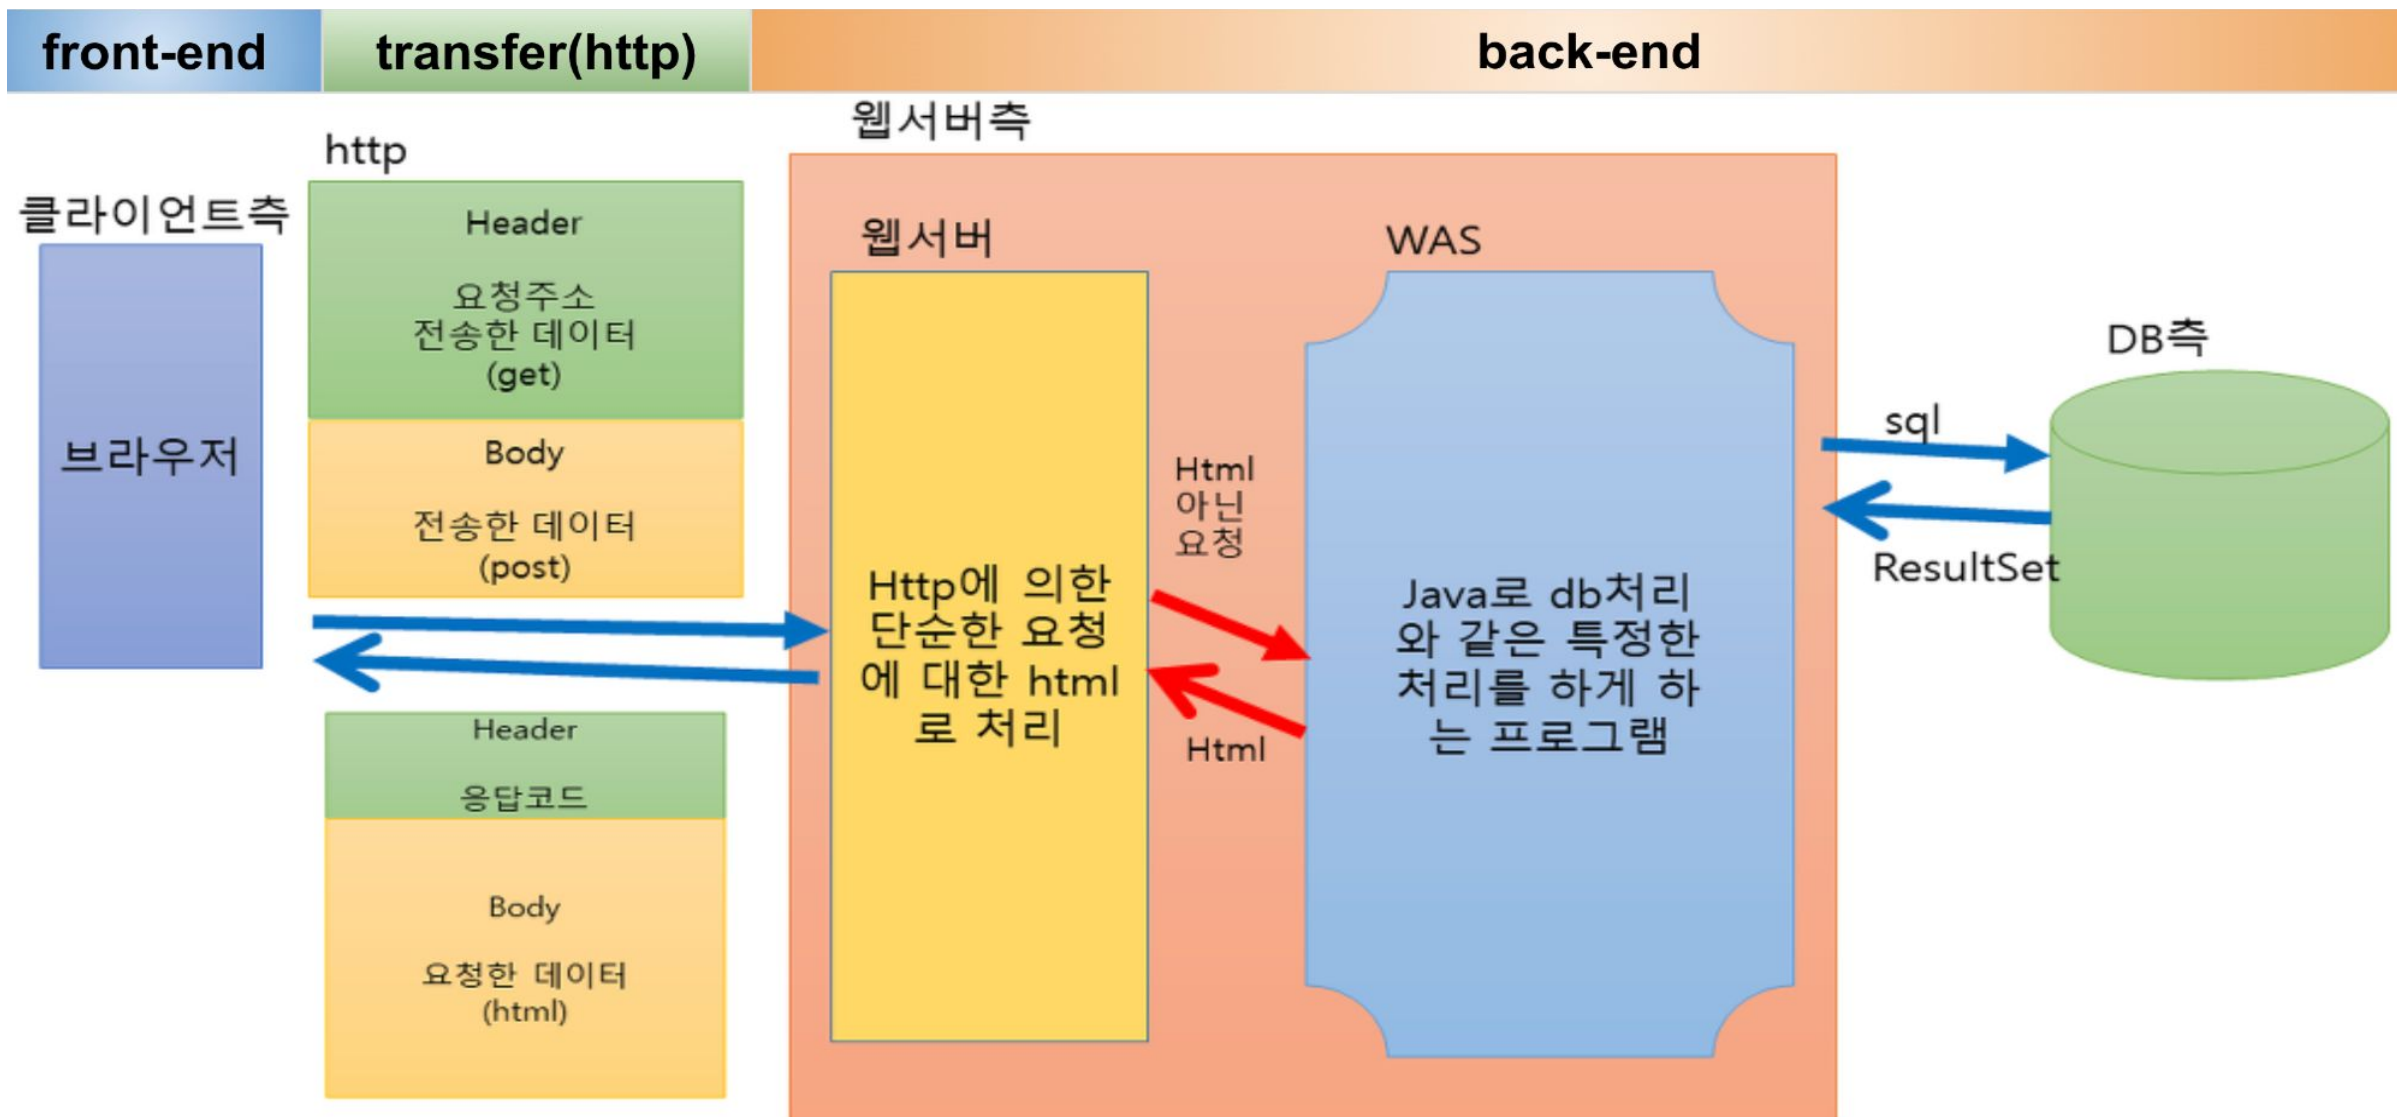 front-end
transfer(http)
back-end
클라이언트측
브라우저
http
Header
요청주소
전송한 데이터
(get)
Body
전송한 데이터
(post)
Header
응답코드
Body
요청한 데이터
(html)
웹서버측
웹서버
Http에 의한
단순한 요청
에 대한 html
로 처리
Html
아닌
요청
Html
WAS
Java로 db처리
와 같은 특정한
처리를 하게 하
는 프로그램
sql
ResultSet
DB측